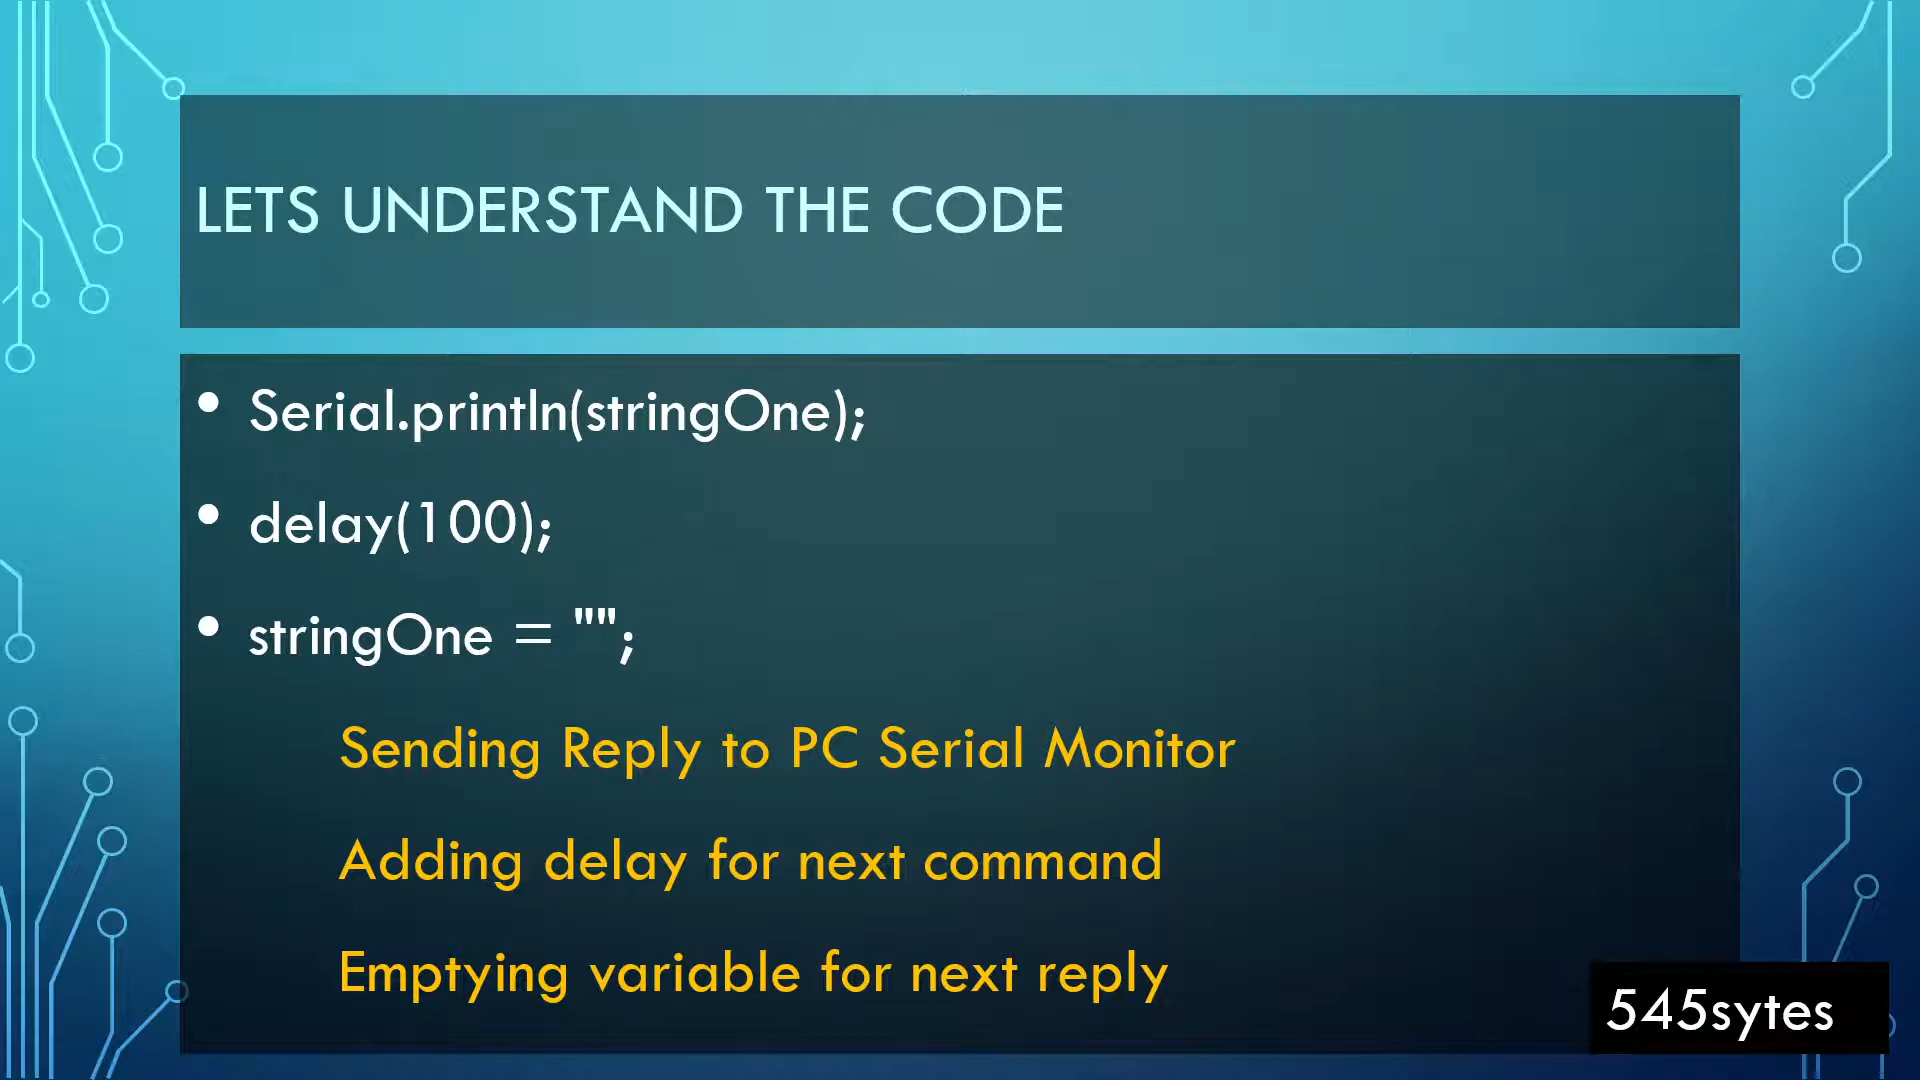 LETS UNDERSTAND THE CODE
• Serial.println(stringOne);
• delay(100);
• stringOne = "";
Sending Reply to PC Serial Monitor
Adding delay for next command
Emptying variable for next reply
545sytes